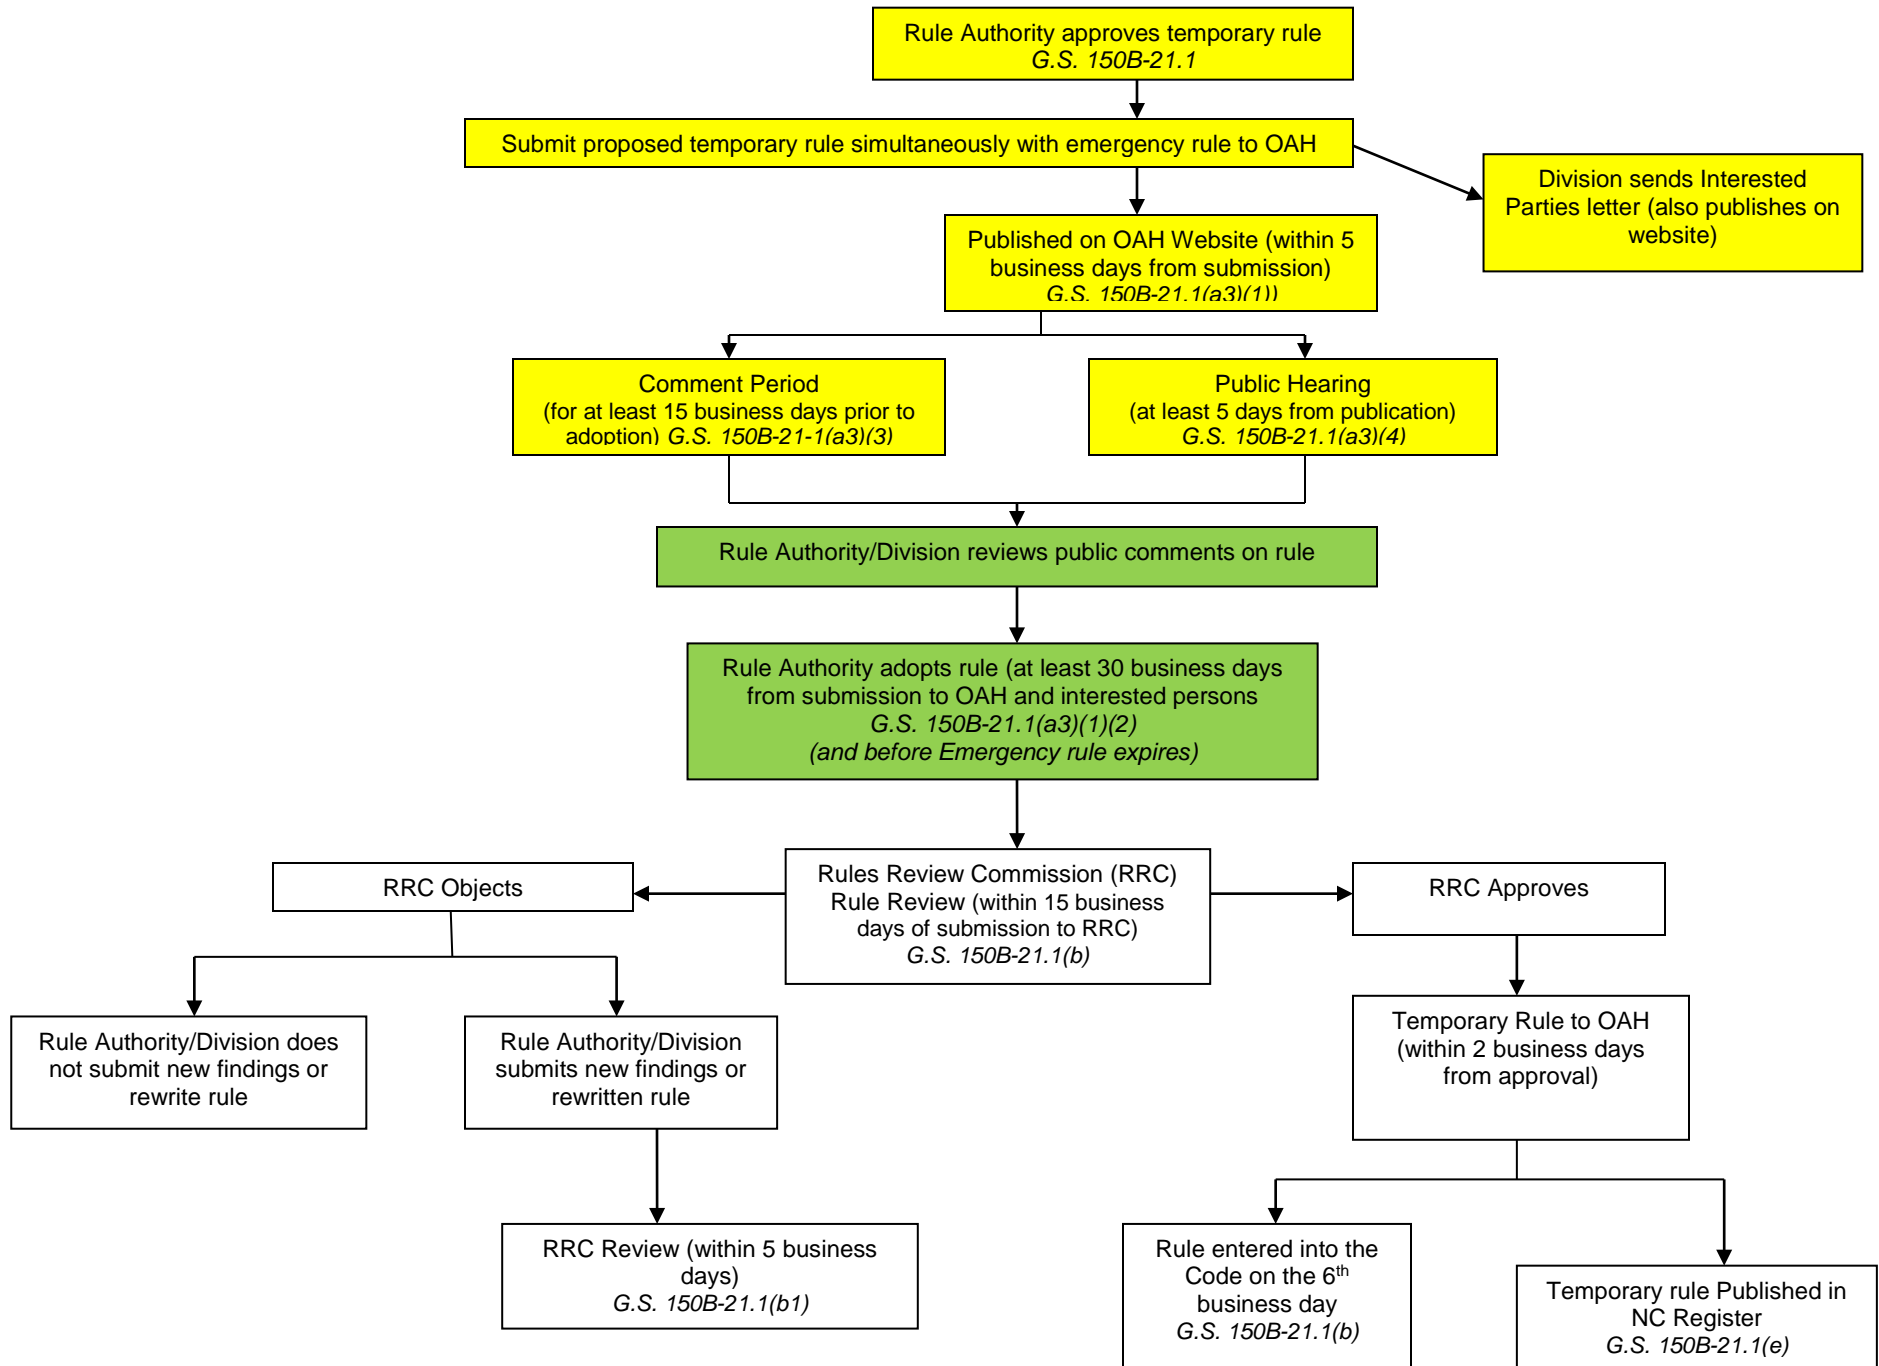 Rule Authority approves temporary rule
G.S. 150B-21.1
Submit proposed temporary rule simultaneously with emergency rule to OAH
Division sends Interested
Parties letter (also publishes on
website)
Published on OAH Website (within 5
business days from submission)
G.S. 150B-21.1(a3)(1))
Comment Period
(for at least 15 business days prior to
adoption) G.S. 150B-21-1(a3)(3)
Public Hearing
(at least 5 days from publication)
G.S. 150B-21.1(a3)(4)
Rule Authority/Division reviews public comments on rule
Rule Authority adopts rule (at least 30 business days
from submission to OAH and interested persons
G.S. 150B-21.1(a3)(1)(2)
(and before Emergency rule expires)
RRC Objects
Rules Review Commission (RRC)
Rule Review (within 15 business
days of submission to RRC)
G.S. 150B-21.1(b)
RRC Approves
Rule Authority/Division does
not submit new findings or
rewrite rule
Rule Authority/Division
submits new findings or
rewritten rule
Temporary Rule to OAH
(within 2 business days
from approval)
RRC Review (within 5 business
days)
G.S. 150B-21.1(b1)
Rule entered into the
Code on the 6th
business day
G.S. 150B-21.1(b)
Temporary rule Published in
NC Register
G.S. 150B-21.1(e)